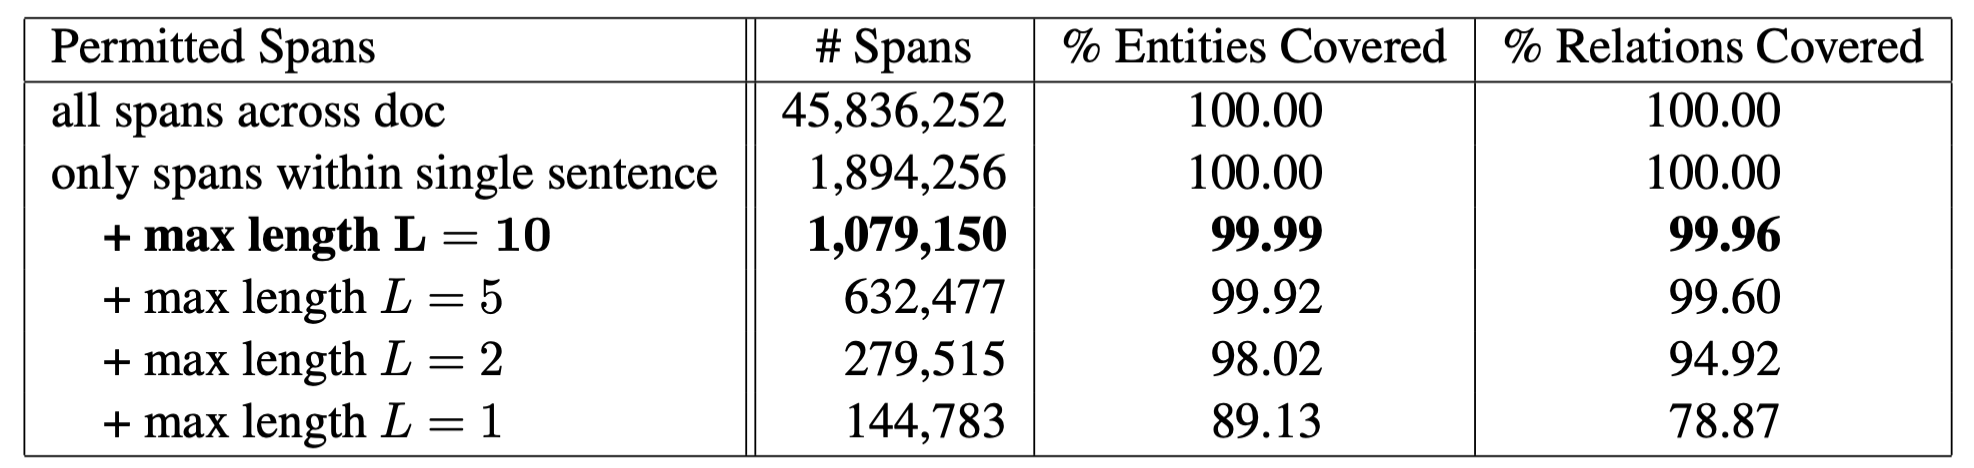 Permitted Spans # Spans % Entities Covered % Relations Covered
all spans across doc 45,836,252 100.00 100.00
only spans within single sentence 1,894,256 100.00 100.00
+ max length L = 10 1,079,150 99.99 99.96
+ max length L = 5 632,477 99.92 99.60
+ max length L = 2 279,515 98.02 94.92
+ max length L = 1 144,783 89.13 78.87